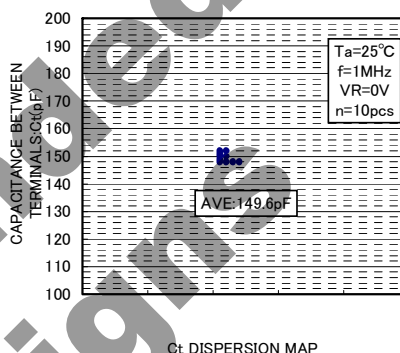 CAPACITANCE BETWEEN
TERMINALS:Ct(pF)
200
190
180
170
160
150
140
130
120
110
100
Ta=25℃
f=1MHz
VR=0V
n=10pcs
AVE:149.6pF
Ct DISPERSION MAP